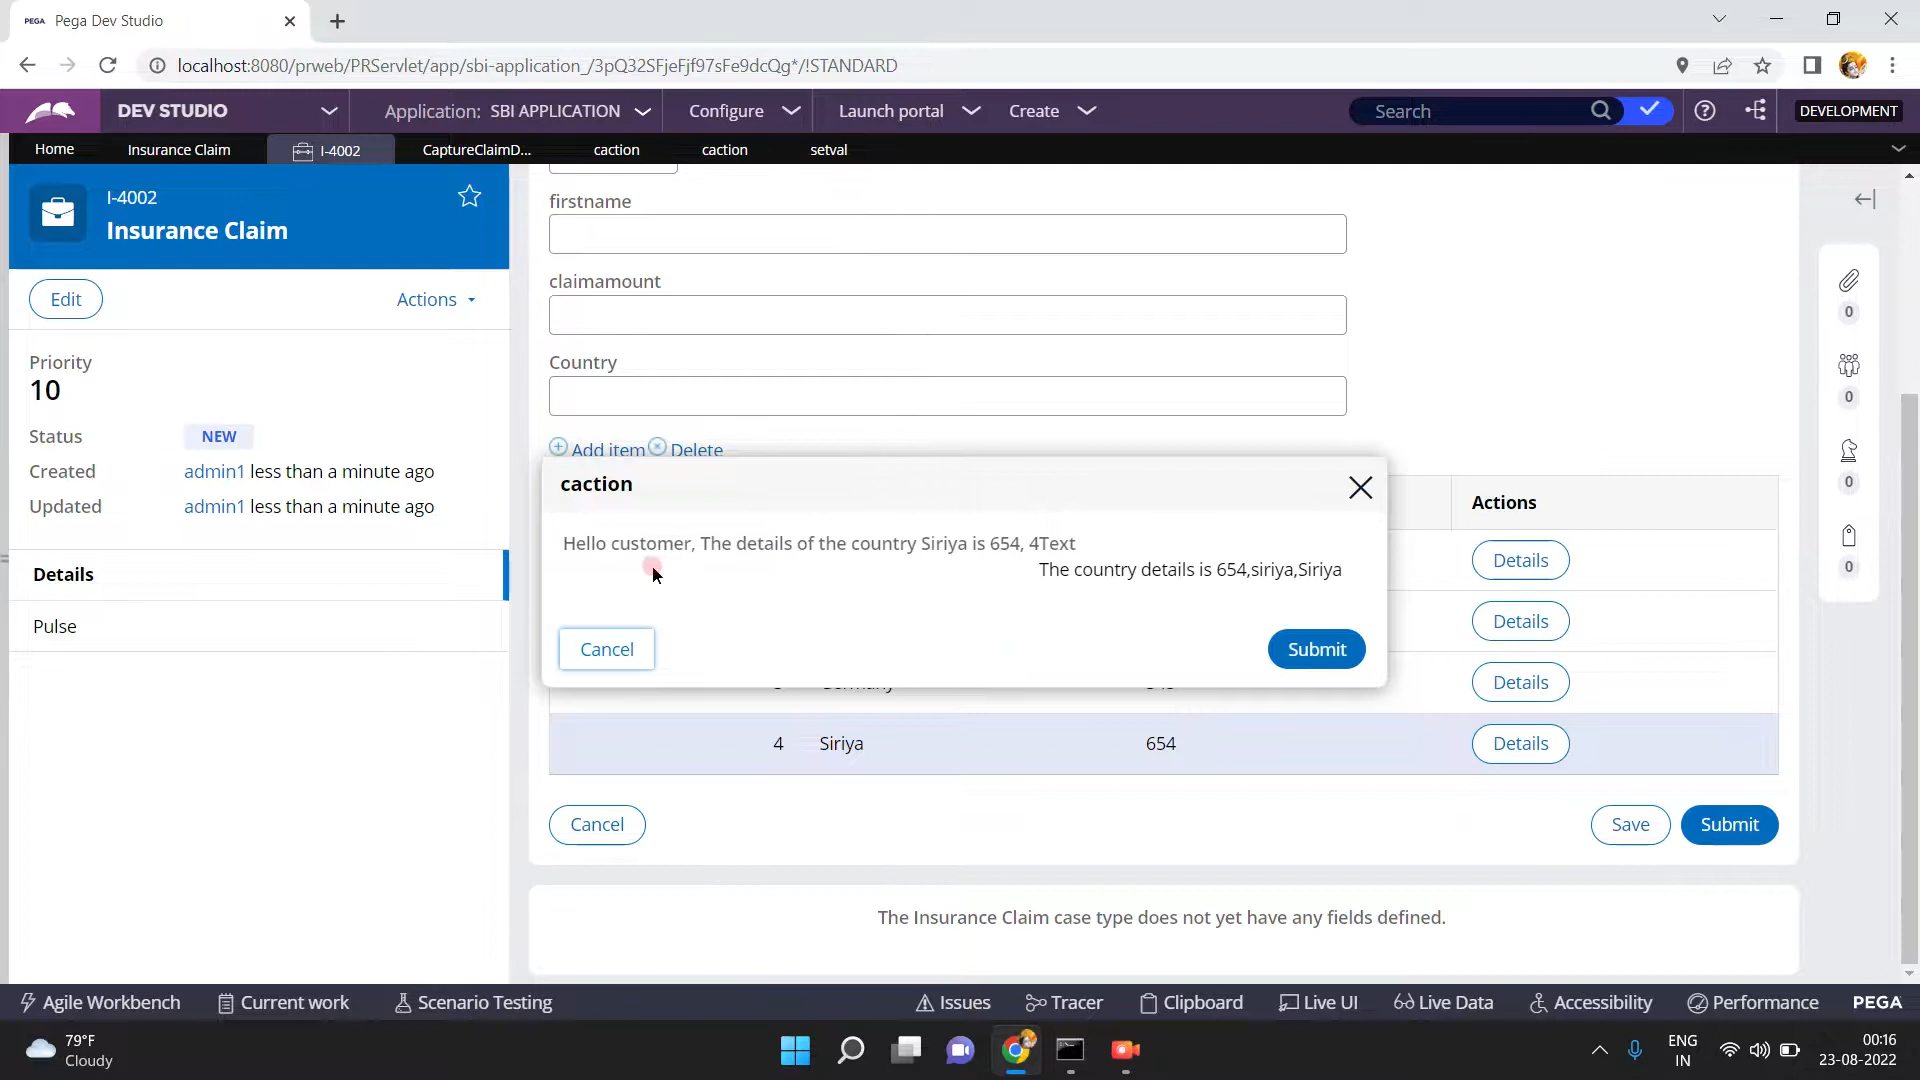 PEGA Pega Dev Studio
localhost:8080/prweb/PRServlet/app/sbi-application_/3pQ32SFjeFjf97sFe9dcQg*/!STANDARD
DEV STUDIO Application: SBI APPLICATION Configure Launch portal Create Search DEVELOPMENT
Home Insurance Claim I-4002 CaptureClaimD... caction caction setval
I-4002
Insurance Claim
Edit Actions
Priority
10
Status NEW
Created admin1 less than a minute ago
Updated admin1 less than a minute ago
Details
Pulse
firstname
claimamount
Country
Add item Delete
Actions
caction
Hello customer, The details of the country Siriya is 654, 4Text
The country details is 654,siriya,Siriya
Cancel Submit
Details
Details
Details
4 Siriya 654 Details
Cancel Save Submit
The Insurance Claim case type does not yet have any fields defined.
0
0
0
0
Agile Workbench Current work Scenario Testing Issues Tracer Clipboard Live UI Live Data Accessibility Performance PEGA
79°F
Cloudy
ENG
IN
00:16
23-08-2022